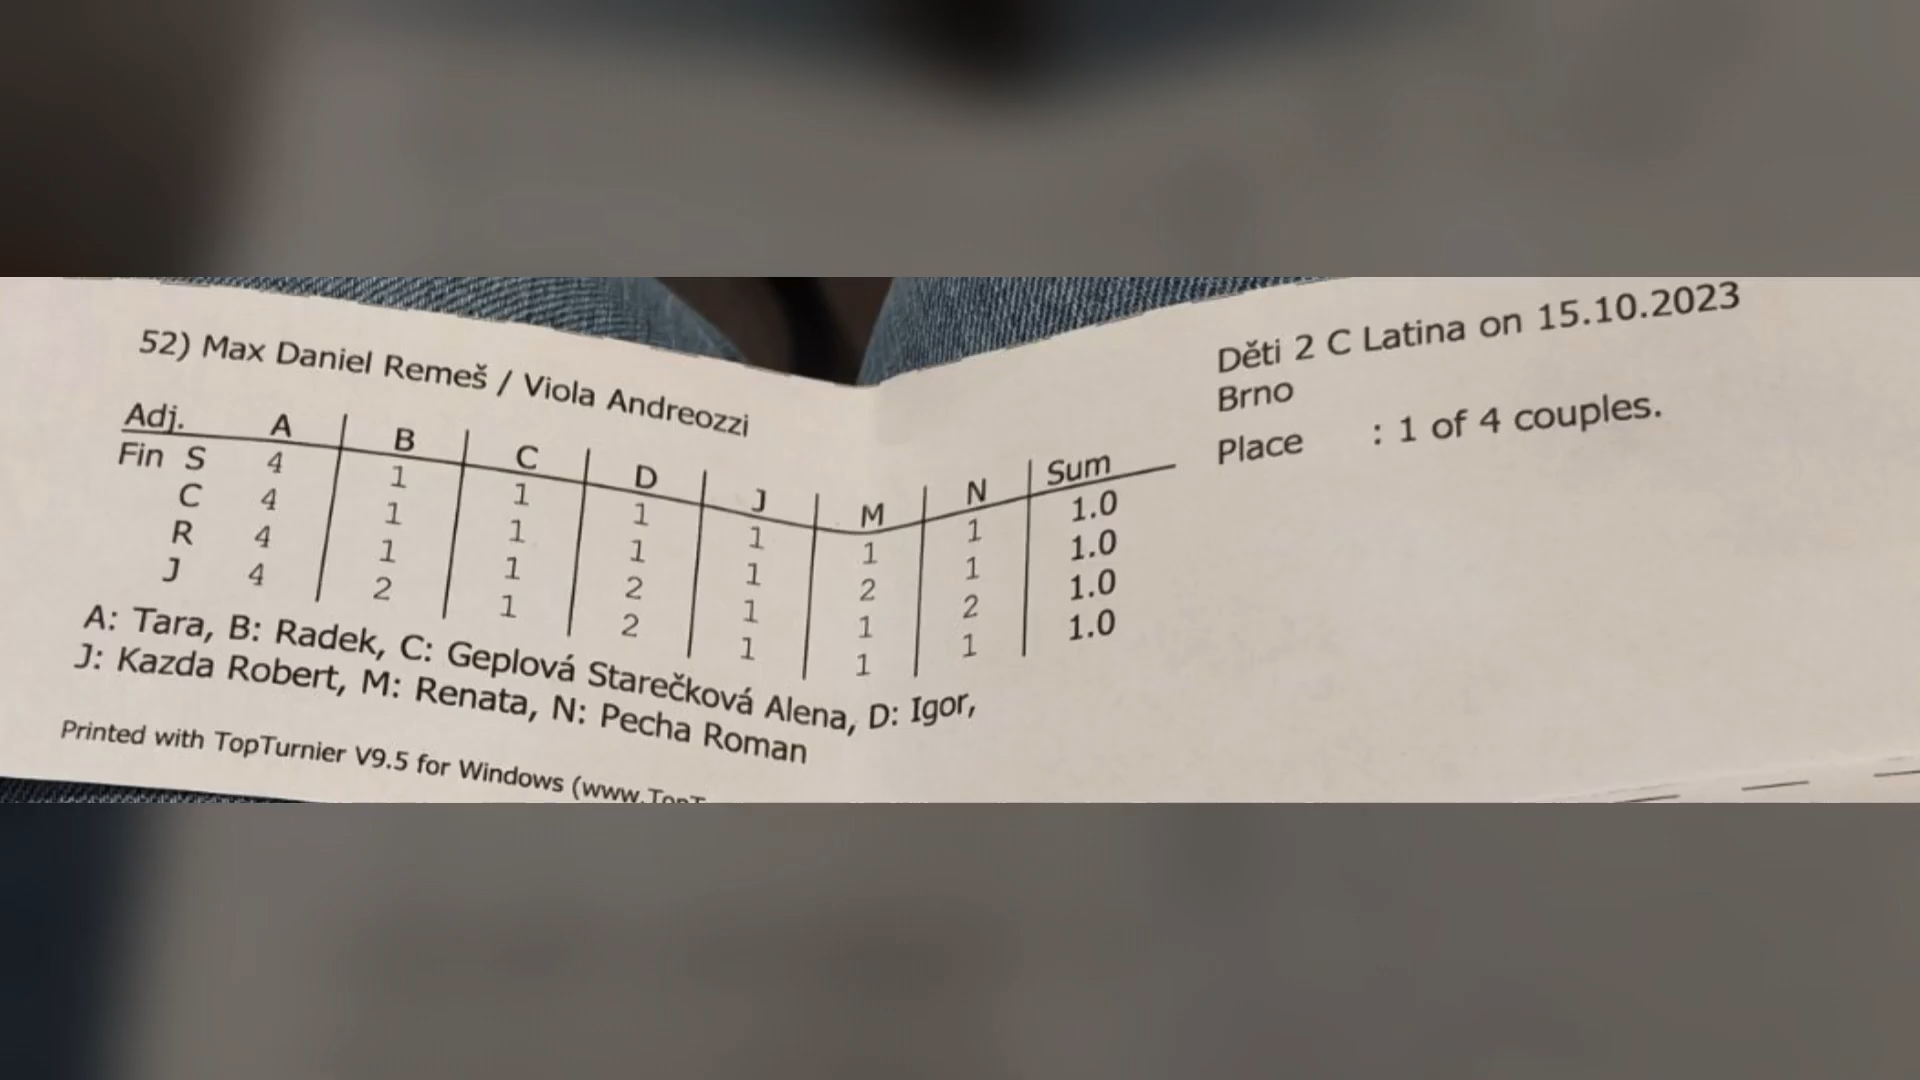 52) Max Daniel Remeš / Viola Andreozzi
Adj. A B C D J M N Sum
Fin S 4 1 1 1 1 1 1 1.0
C 4 1 1 1 1 2 1 1.0
R 4 1 1 2 1 1 2 1.0
J 4 2 1 2 1 1 1 1.0
A: Tara, B: Radek, C: Geplová Starečková Alena, D: Igor,
J: Kazda Robert, M: Renata, N: Pecha Roman
Printed with TopTurnier V9.5 for Windows (www.TopT
Děti 2 C Latina on 15.10.2023
Brno
Place : 1 of 4 couples.